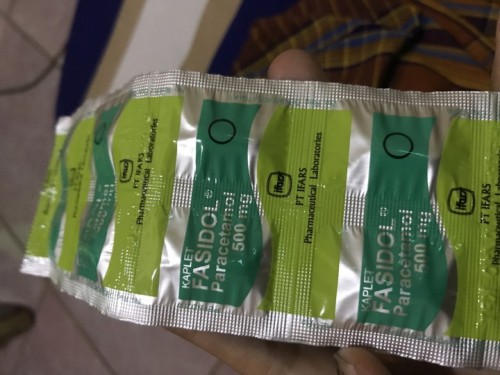 PT IFARS
Pharmaceutical Laboratories
KAPLET
FASIDOL®
Paracetamol
500 mg
ifars
PT IFARS
Pharmaceutical Laboratories
KAPLET
FASIDOL®
Paracetamol
500 mg
ifars